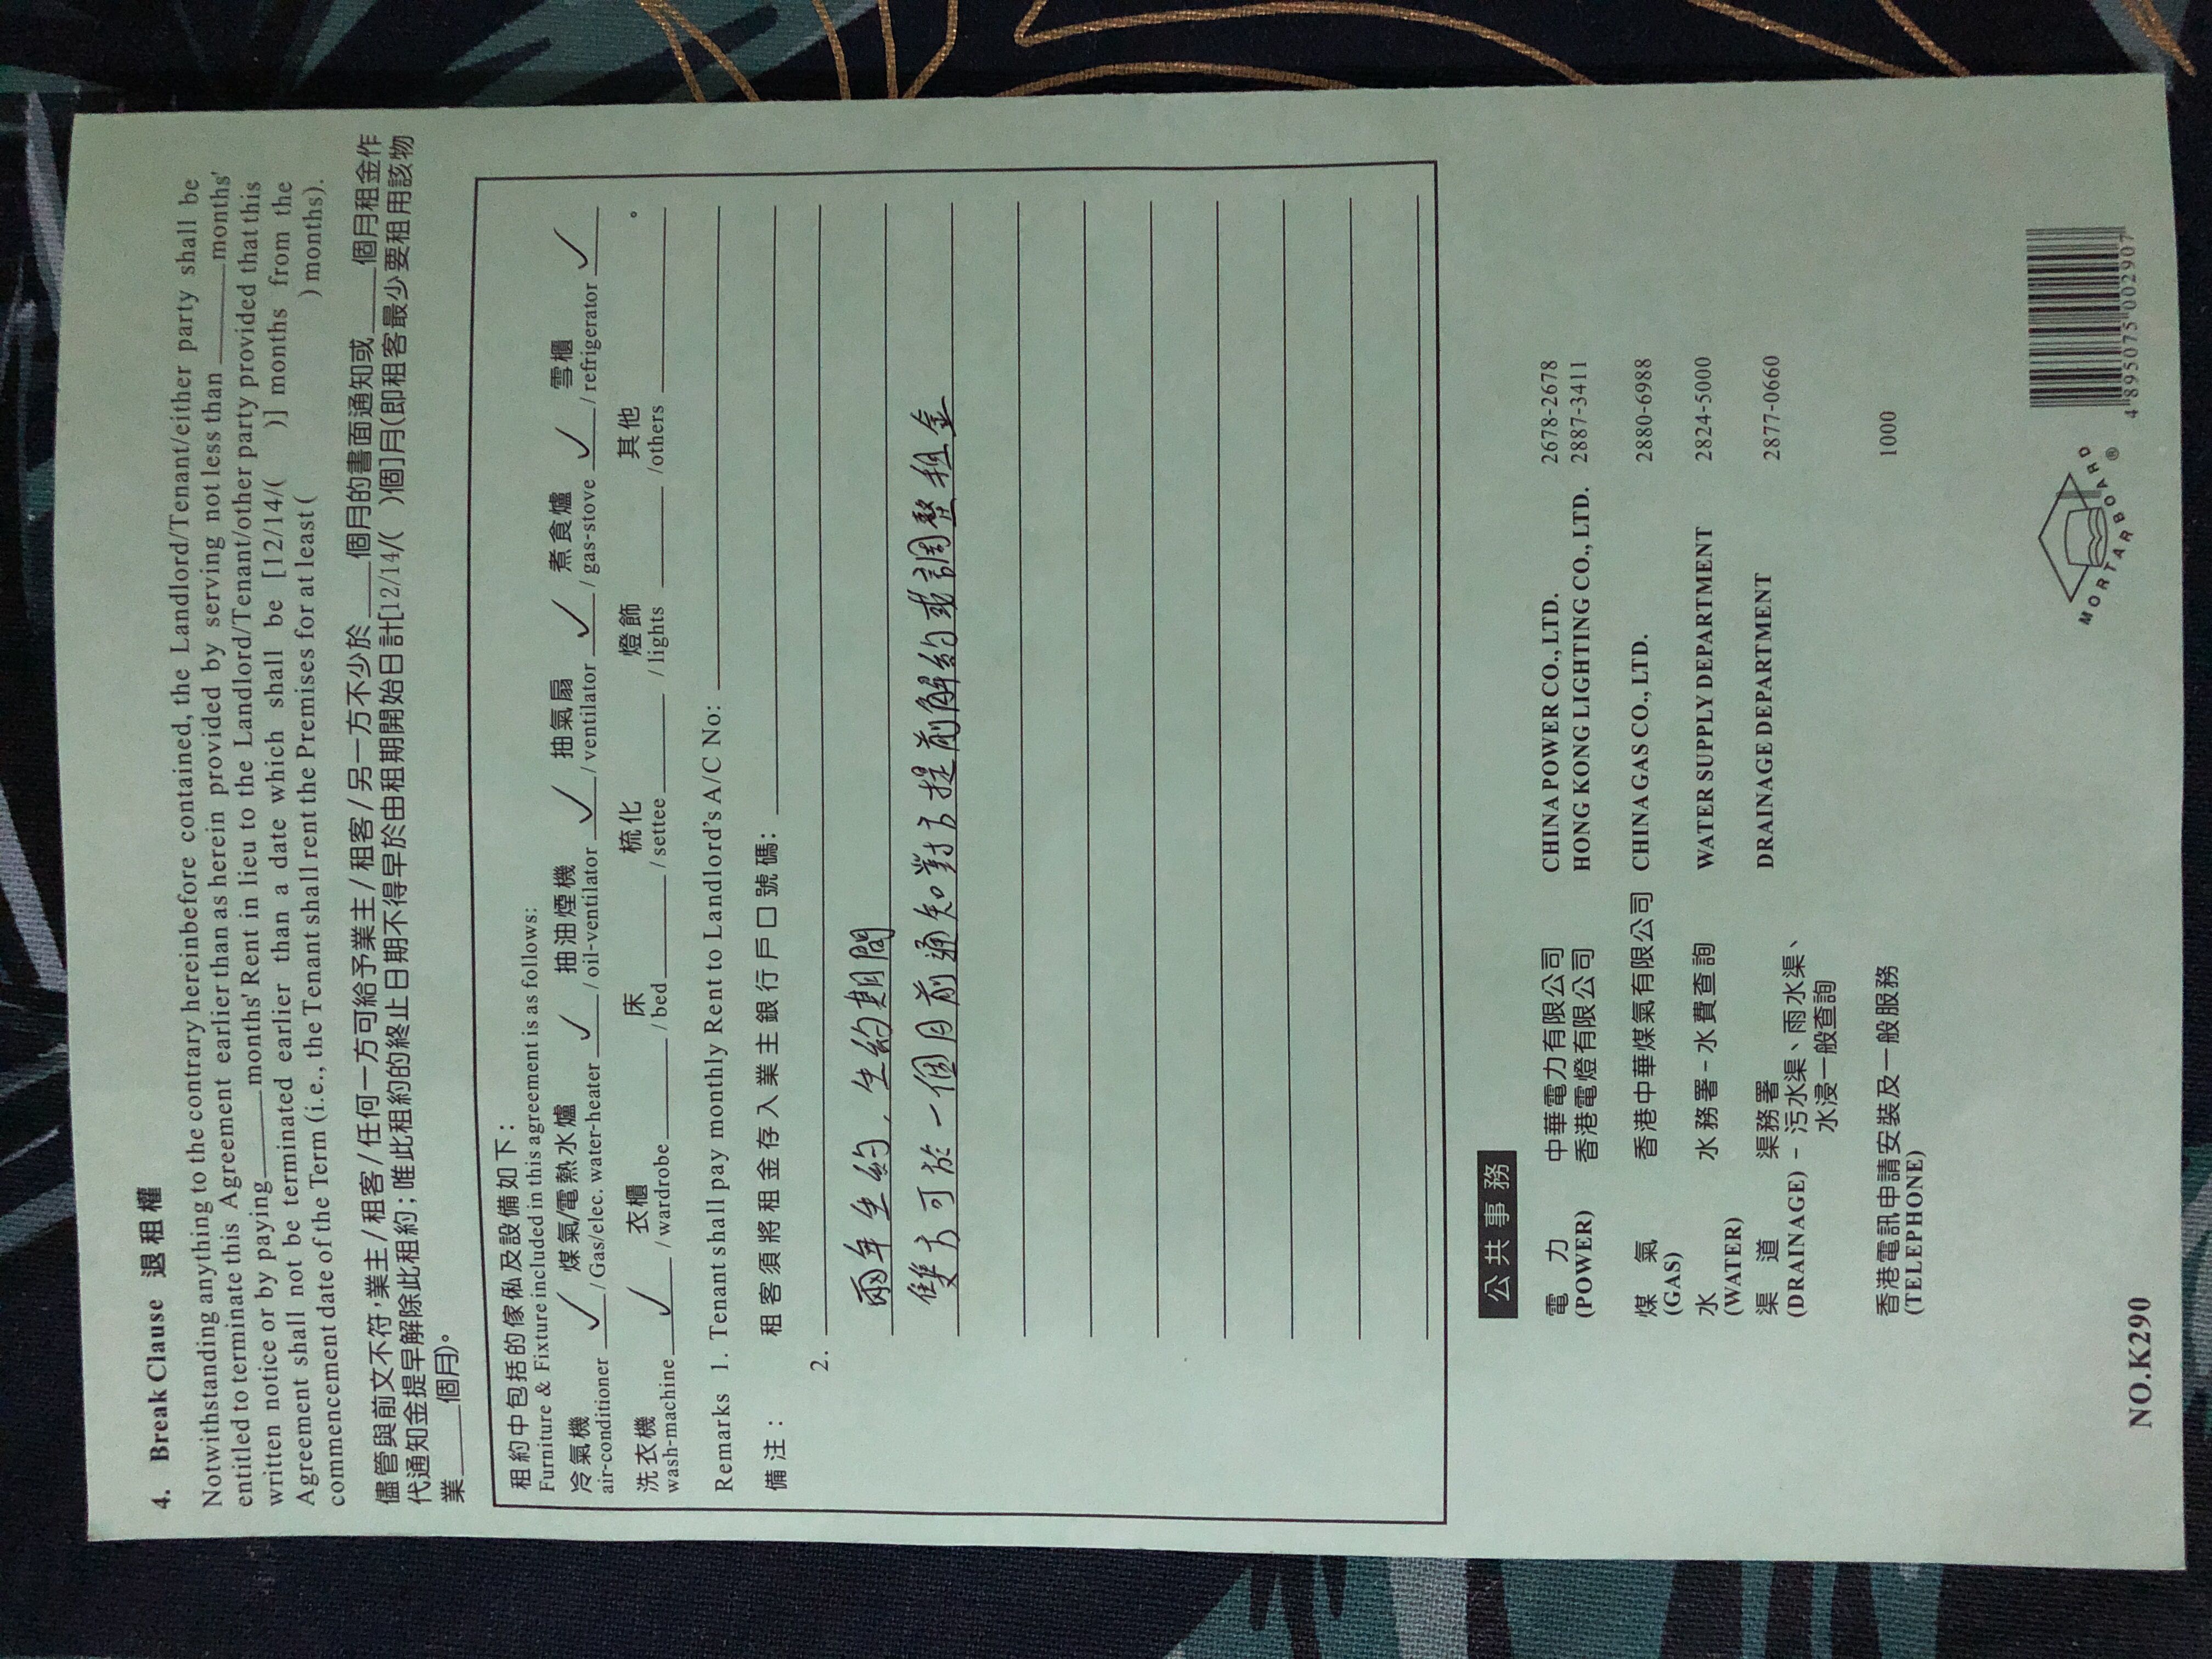 4. Break Clause 退租權
Notwithstanding anything to the contrary hereinbefore contained, the Landlord/Tenant/either party shall be
entitled to terminate this Agreement earlier than as herein provided by serving not less than ______ months'
written notice or by paying ______ months' Rent in lieu to the Landlord/Tenant/other party provided that this
Agreement shall not be terminated earlier than a date which shall be [12/14/( )] months from the
commencement date of the Term (i.e., the Tenant shall rent the Premises for at least ( ) months).
儘管與前文不符，業主/租客/任何一方可給予業主/租客/另一方不少於____個月的書面通知或____個月租金作
代通知金提早解除此租約；唯此租約的終止日期不得早於由租期開始日計[12/14/( )個]月(即租客最少要租用該物
業____個月)。
租約中包括的傢俬及設備如下：
Furniture & Fixture included in this agreement is as follows:
冷氣機 煤氣/電熱水爐 抽油煙機 抽氣扇 煮食爐 雪櫃
air-conditioner ✓ / Gas/elec. water-heater ✓ / oil-ventilator ✓ / ventilator ✓ / gas-stove ✓ / refrigerator ✓
洗衣機 衣櫃 床 梳化 燈飾 其他
wash-machine ✓ / wardrobe ____ / bed ____ / settee ____ / lights ____ /others ____ 。
Remarks 1. Tenant shall pay monthly Rent to Landlord's A/C No: ______
備注： 租客須將租金存入業主銀行戶口號碼：______
2.
兩年生約，生約期間
雙方可於一個月前通知對方提前解約或調整租金
公共事務
電力 中華電力有限公司 CHINA POWER CO., LTD. 2678-2678
(POWER) 香港電燈有限公司 HONG KONG LIGHTING CO., LTD. 2887-3411
煤氣 香港中華煤氣有限公司 CHINA GAS CO., LTD. 2880-6988
(GAS)
水 水務署－水費查詢 WATER SUPPLY DEPARTMENT 2824-5000
(WATER)
渠道 渠務署 DRAINAGE DEPARTMENT 2877-0660
(DRAINAGE) － 污水渠、雨水渠、
水浸一般查詢
香港電訊申請安裝及一般服務 1000
(TELEPHONE)
NO.K290
MORTARBOARD ®
4 895075 002907